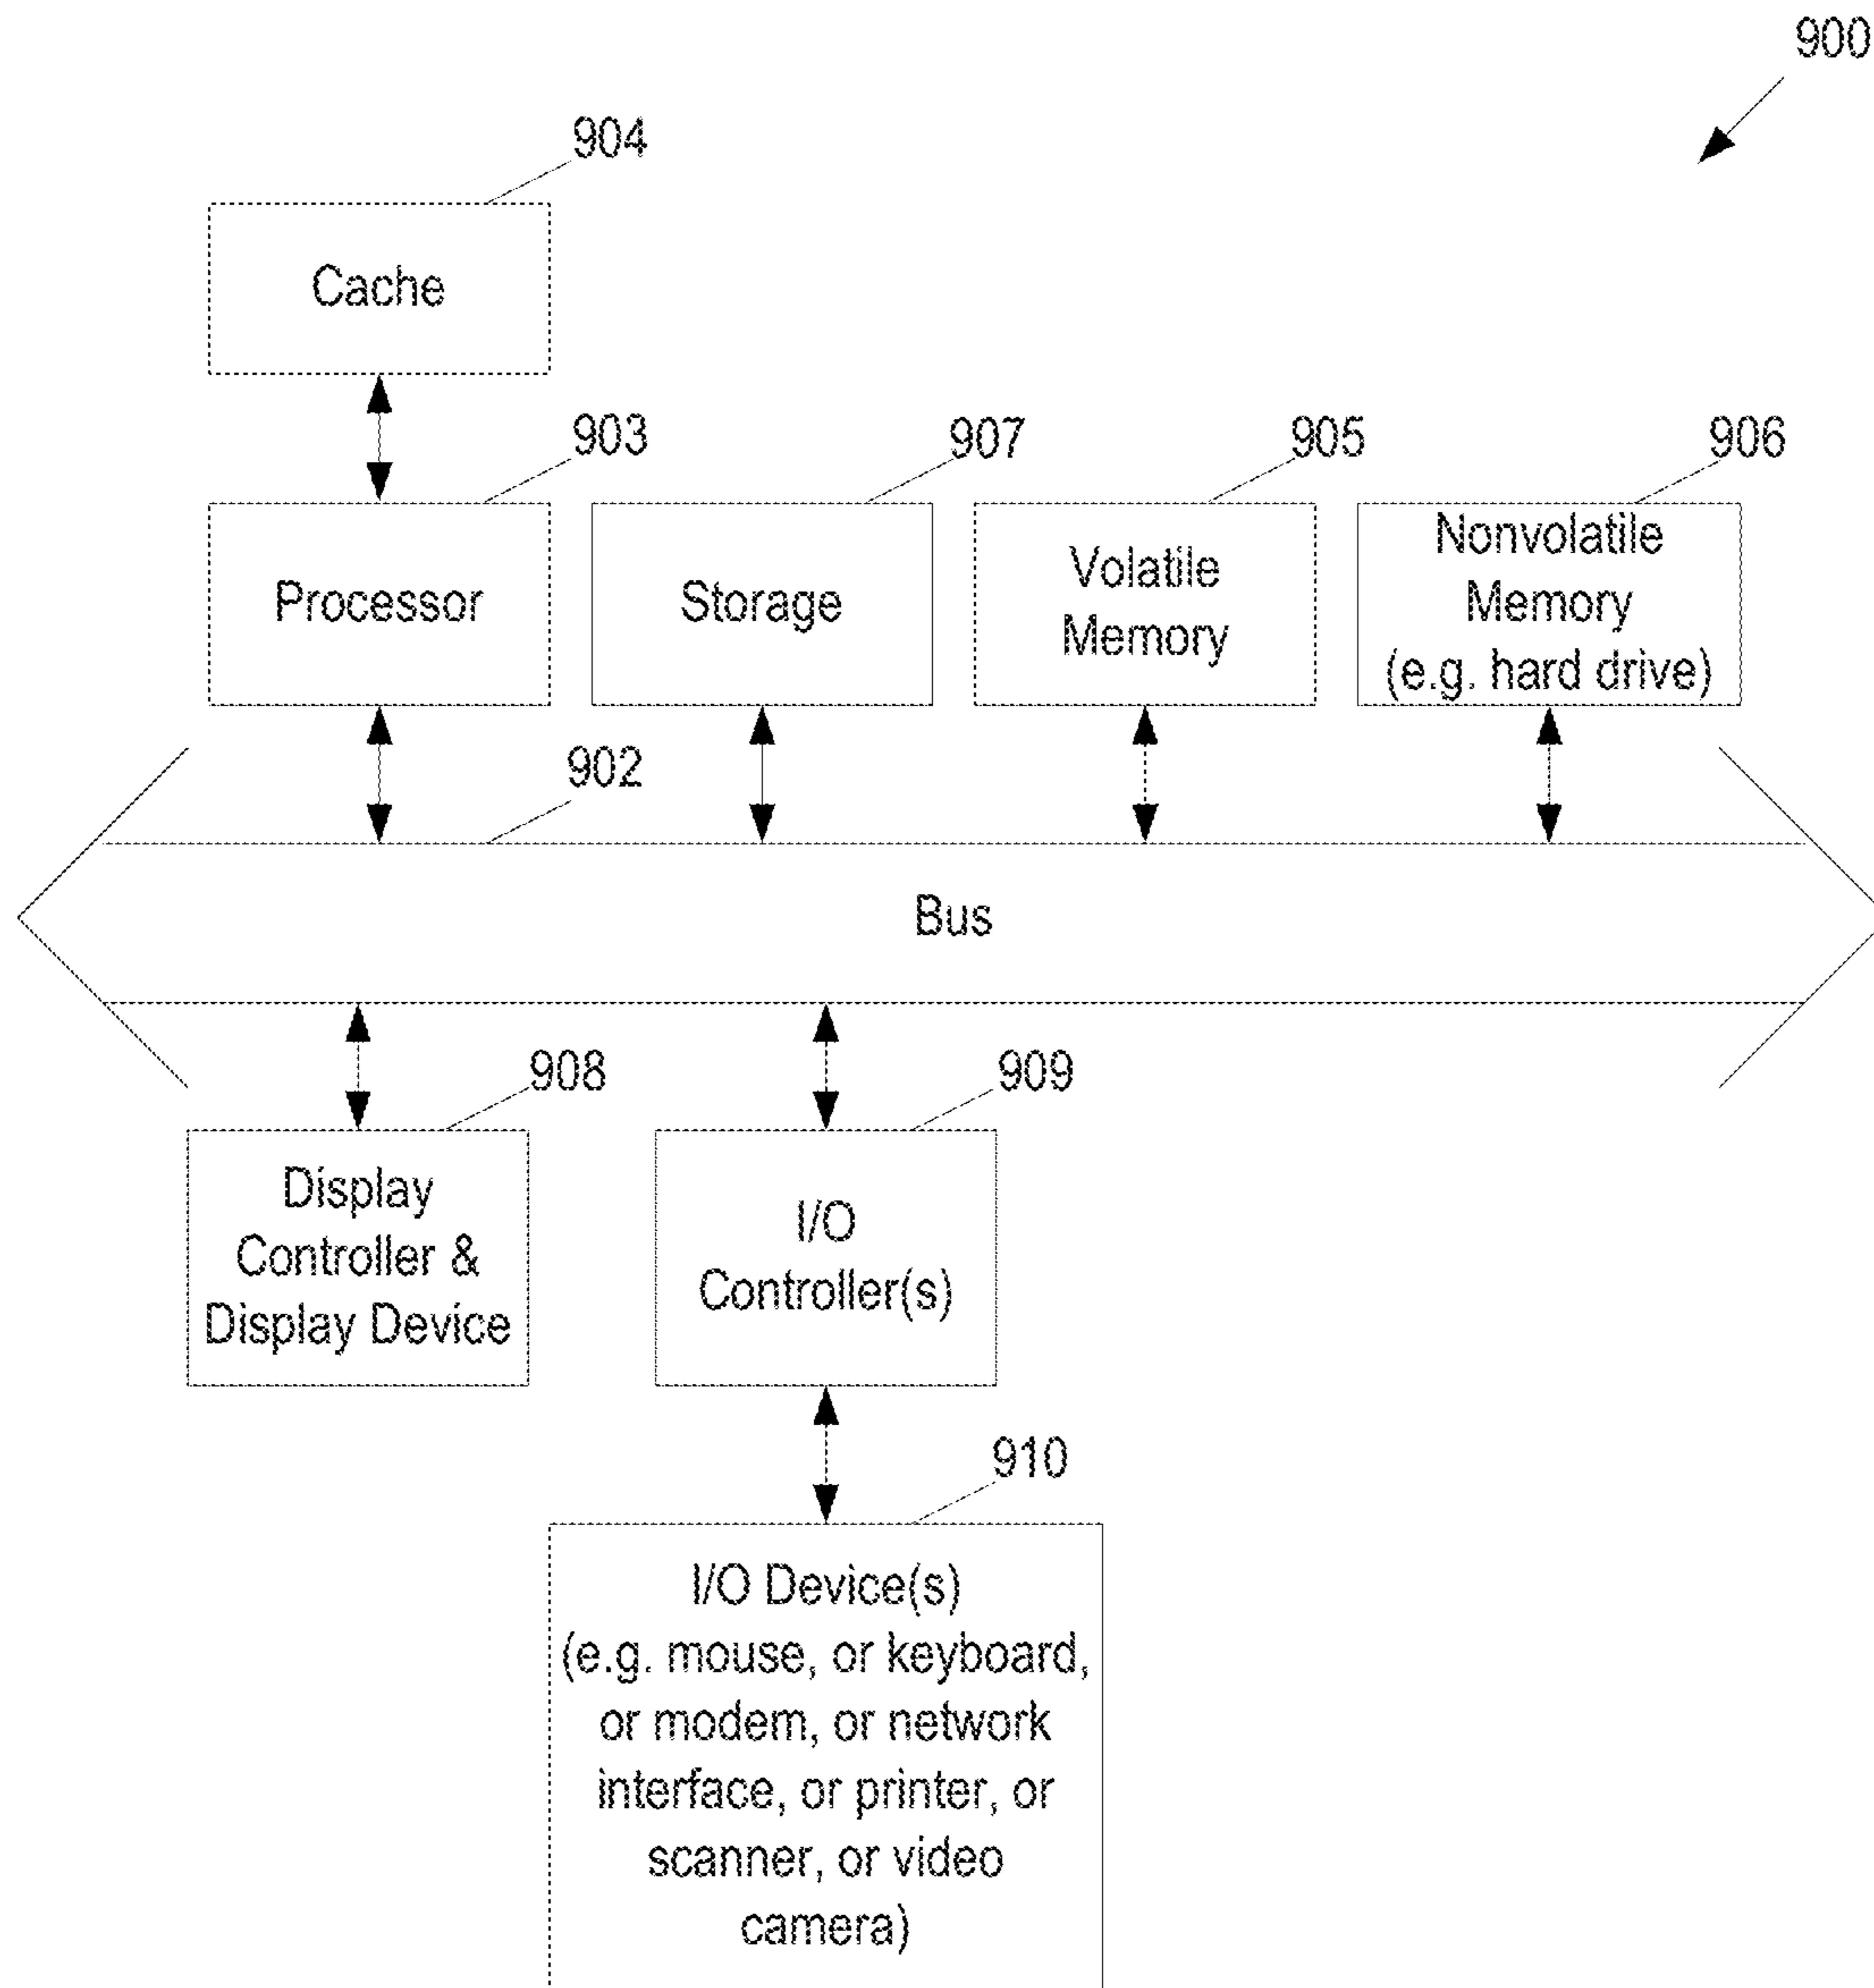 900
904
Cache
903
907
905
906
Processor
Storage
Volatile
Memory
Nonvolatile
Memory
(e.g. hard drive)
902
Bus
908
909
Display
Controller &
Display Device
I/O
Controller(s)
910
I/O Device(s)
(e.g. mouse, or keyboard,
or modem, or network
interface, or printer, or
scanner, or video
camera)